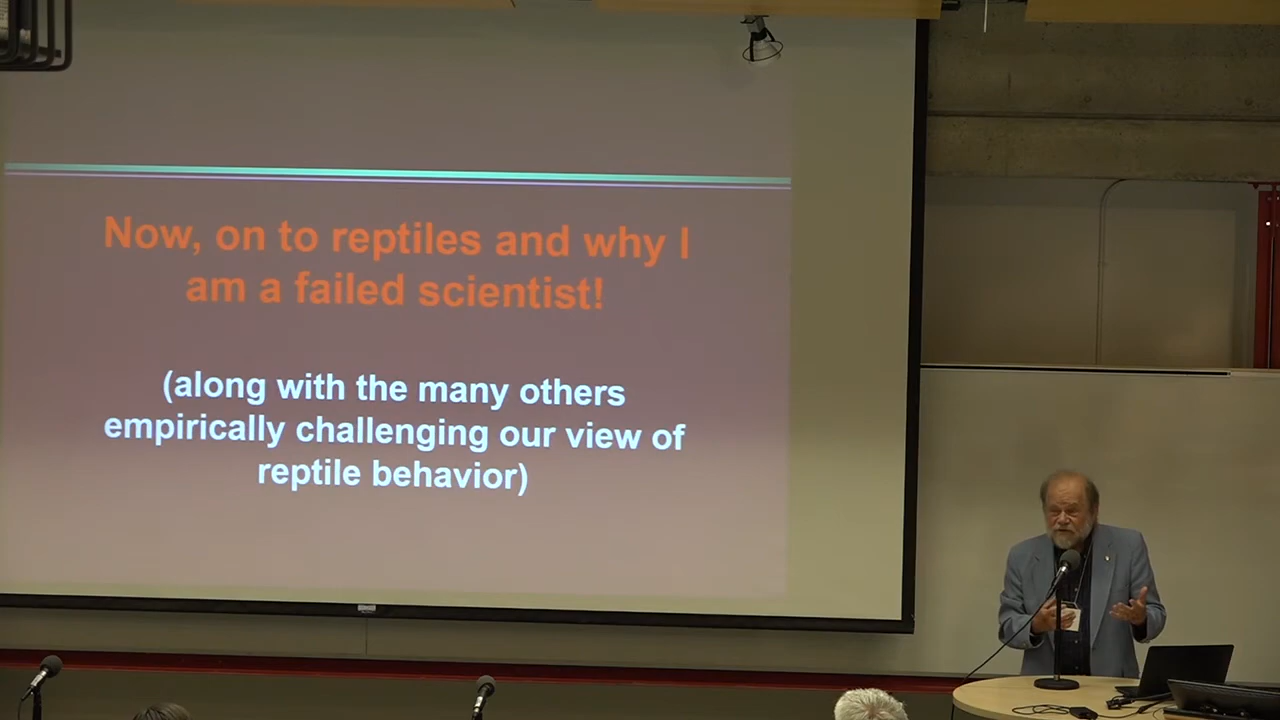 Now, on to reptiles and why I
am a failed scientist!
(along with the many others
empirically challenging our view of
reptile behavior)